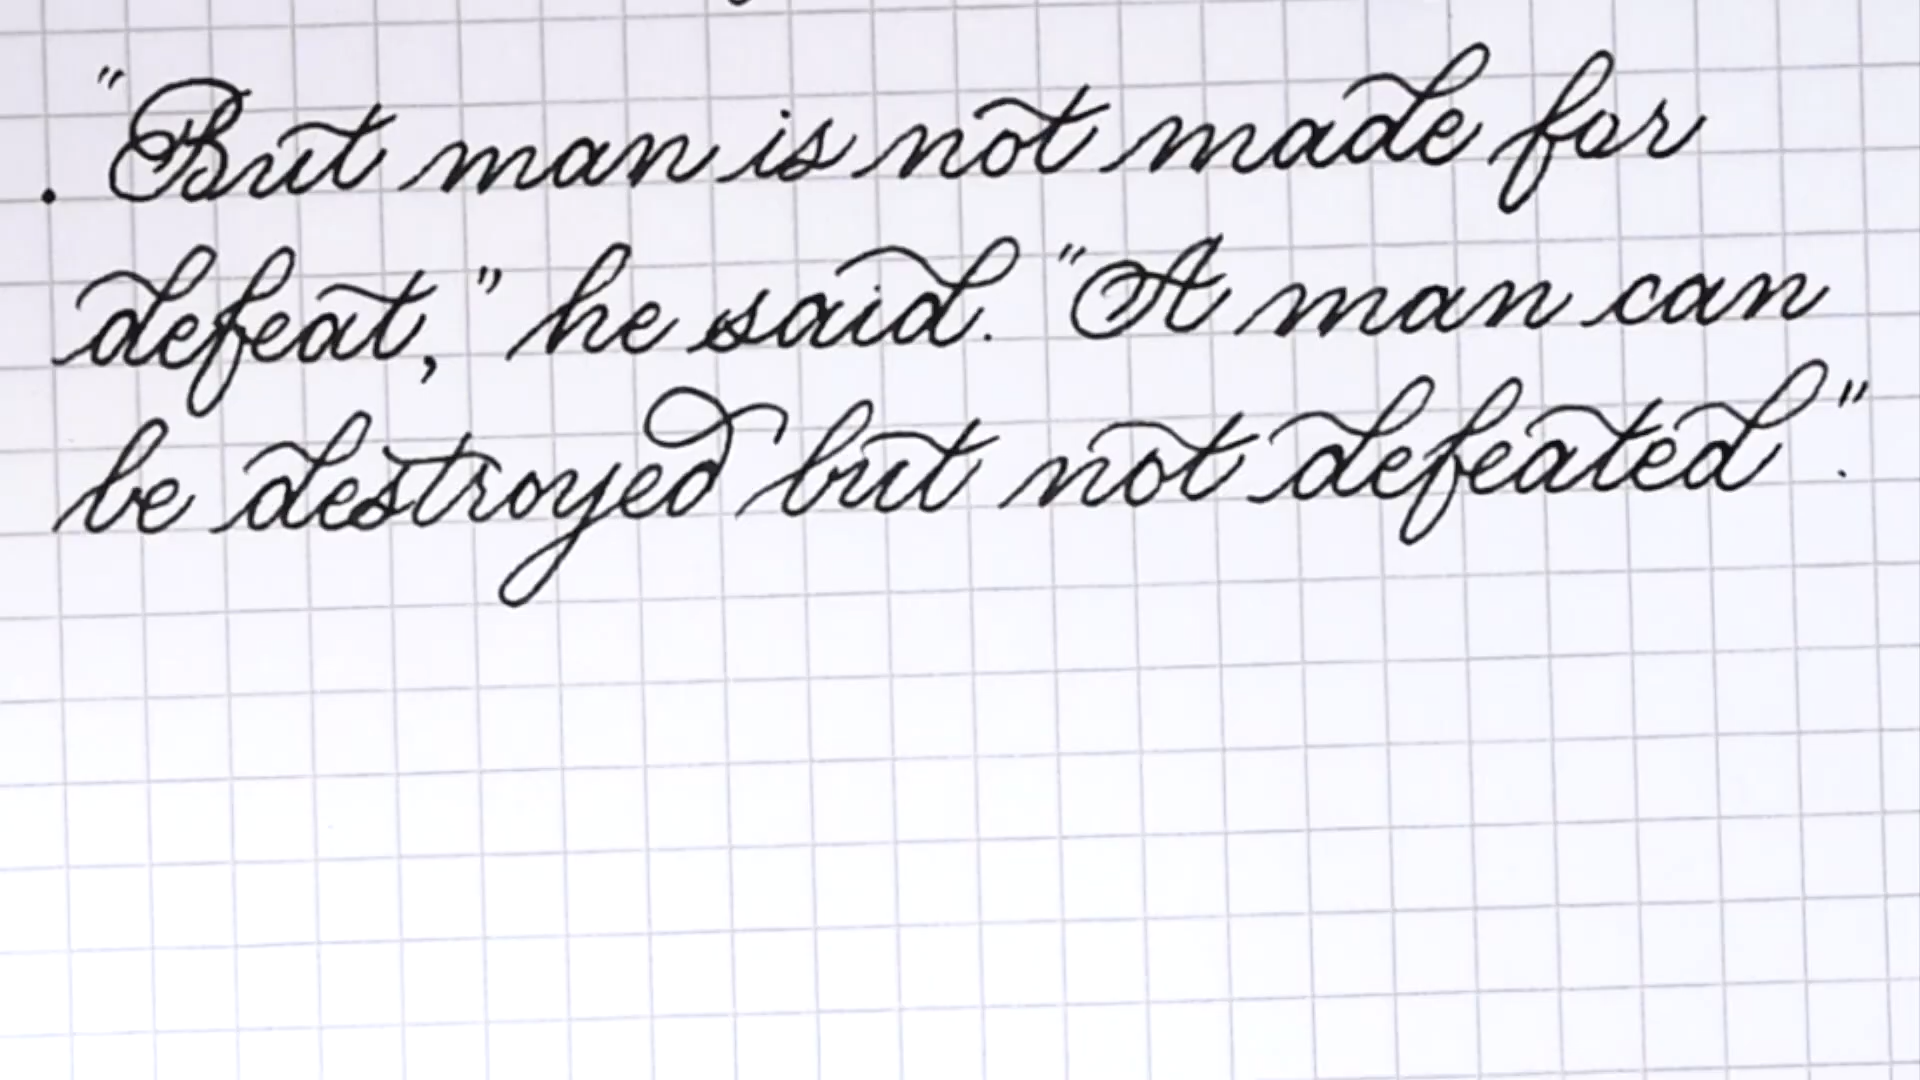 . "But man is not made for
defeat," he said. "A man can
be destroyed but not defeated".